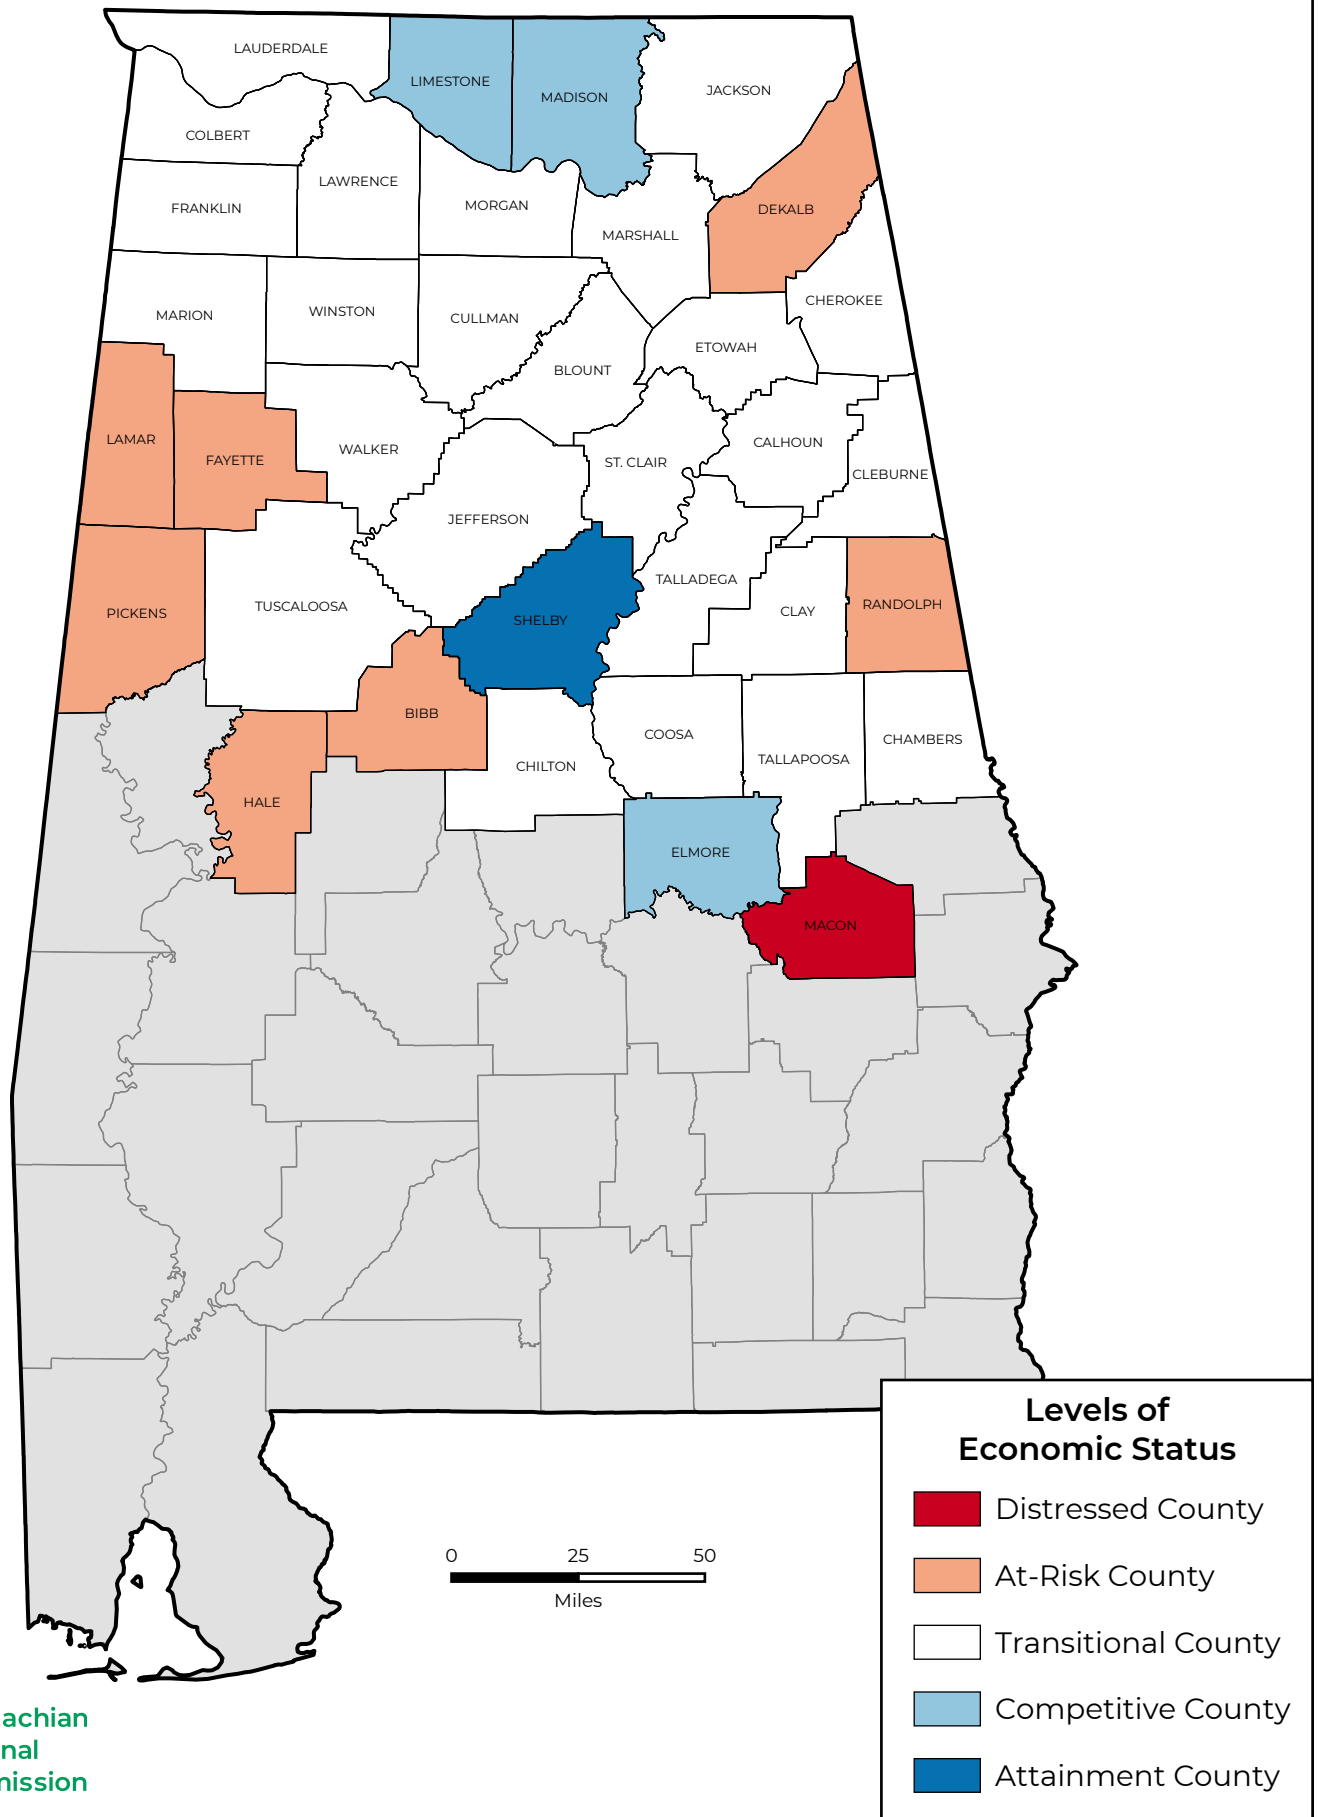 LAUDERDALE
LIMESTONE
MADISON
JACKSON
COLBERT
LAWRENCE
FRANKLIN
MORGAN
MARSHALL
DEKALB
CHEROKEE
MARION
WINSTON
CULLMAN
ETOWAH
BLOUNT
LAMAR
FAYETTE
WALKER
ST. CLAIR
CALHOUN
CLEBURNE
JEFFERSON
TALLADEGA
PICKENS
TUSCALOOSA
SHELBY
CLAY
RANDOLPH
BIBB
COOSA
CHAMBERS
TALLAPOOSA
CHILTON
HALE
ELMORE
MACON
0 25 50
Miles
Levels of
Economic Status
Distressed County
At-Risk County
Transitional County
Competitive County
Attainment County
achian
nal
mission